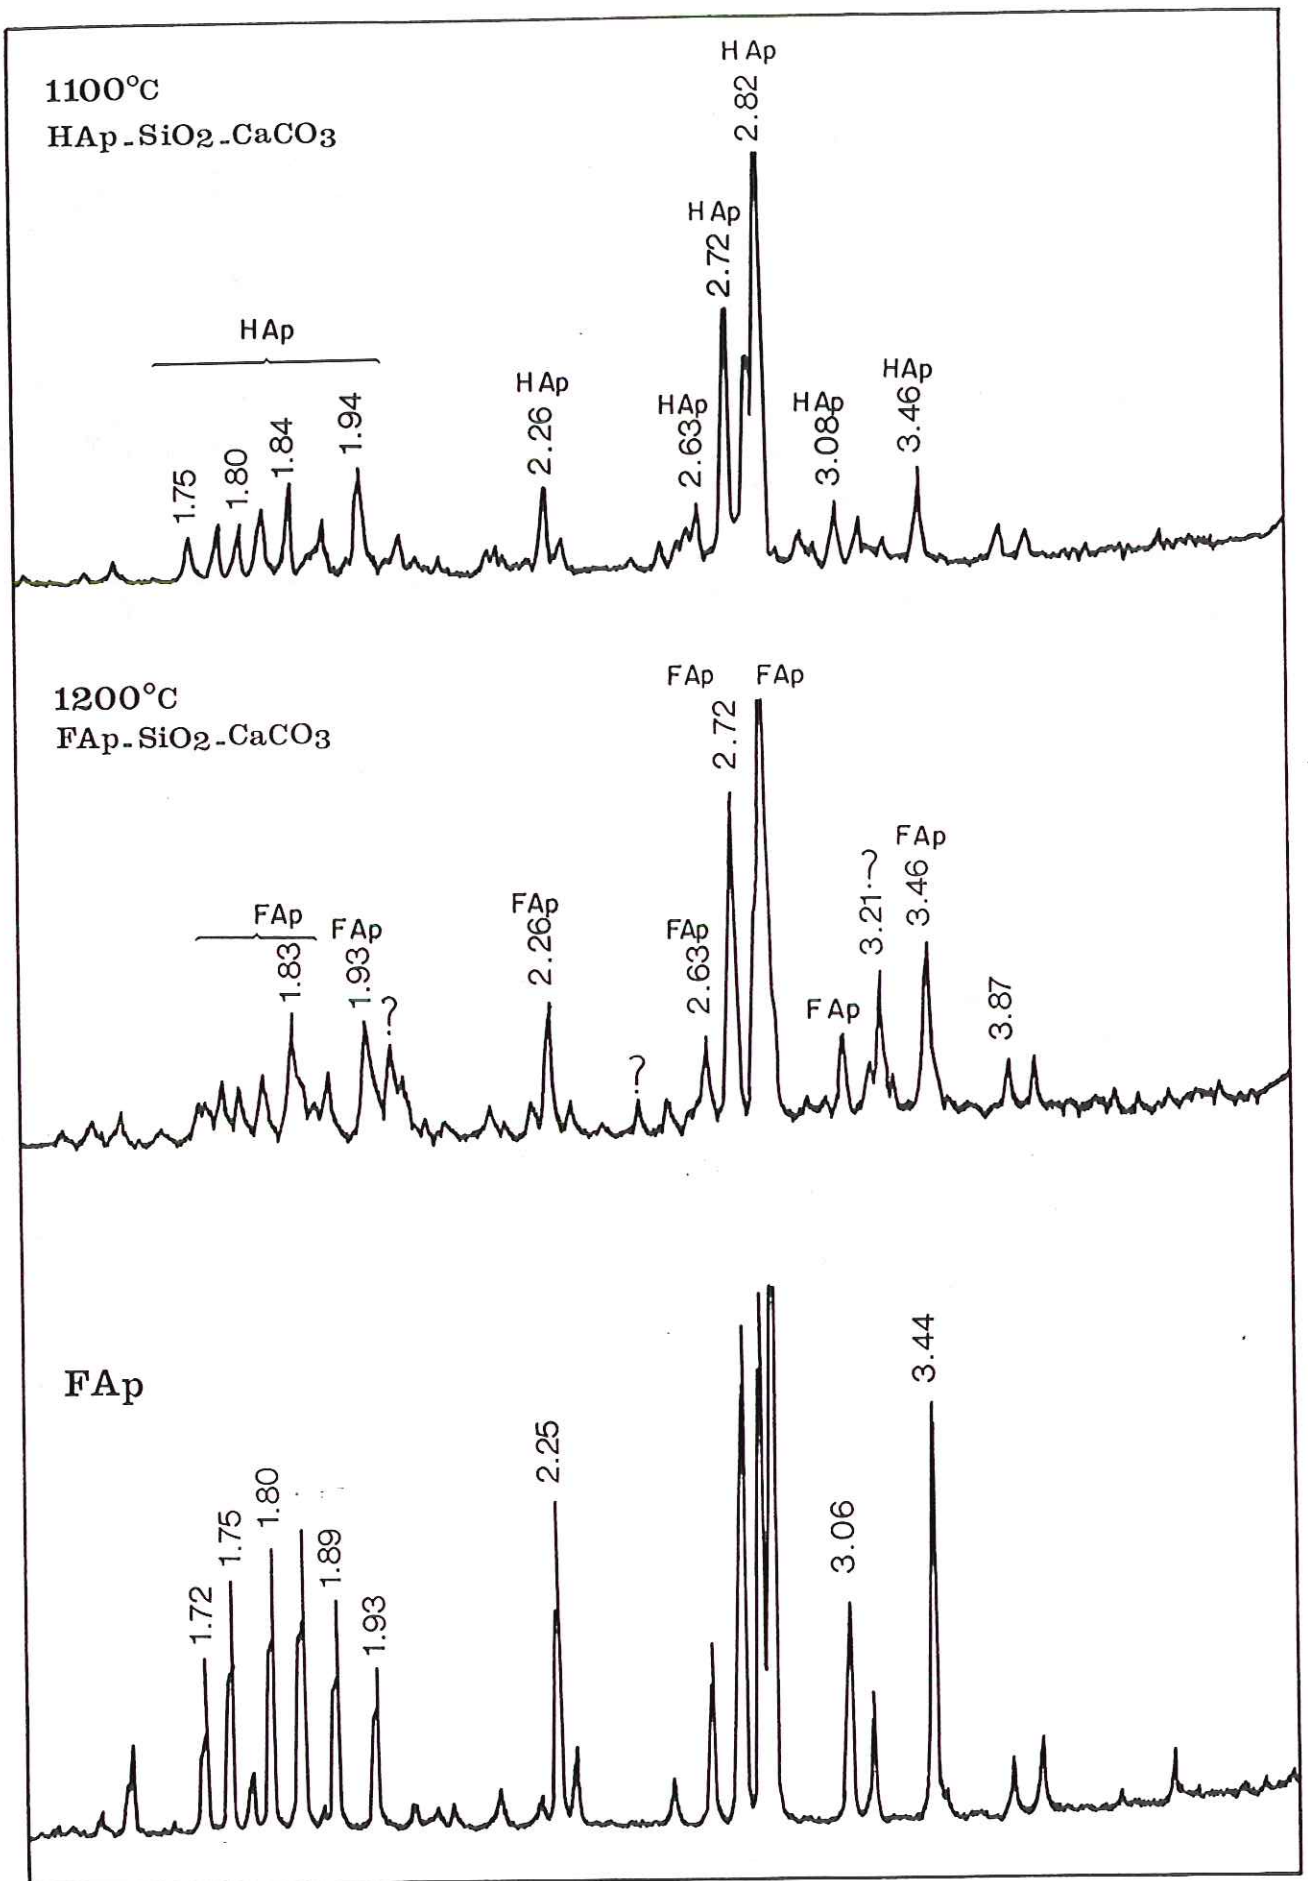 1100°C
HAp-SiO2-CaCO3
HAp
1.75
1.80
1.84
1.94
HAp
2.26
HAp
2.63
HAp
2.72
HAp
2.82
HAp
3.08
HAp
3.46
1200°C
FAp-SiO2-CaCO3
FAp
1.83
FAp
1.93
?
FAp
2.26
?
FAp
2.63
FAp
2.72
FAp
FAp
3.21 ?
FAp
3.46
3.87
FAp
1.72
1.75
1.80
1.89
1.93
2.25
3.06
3.44